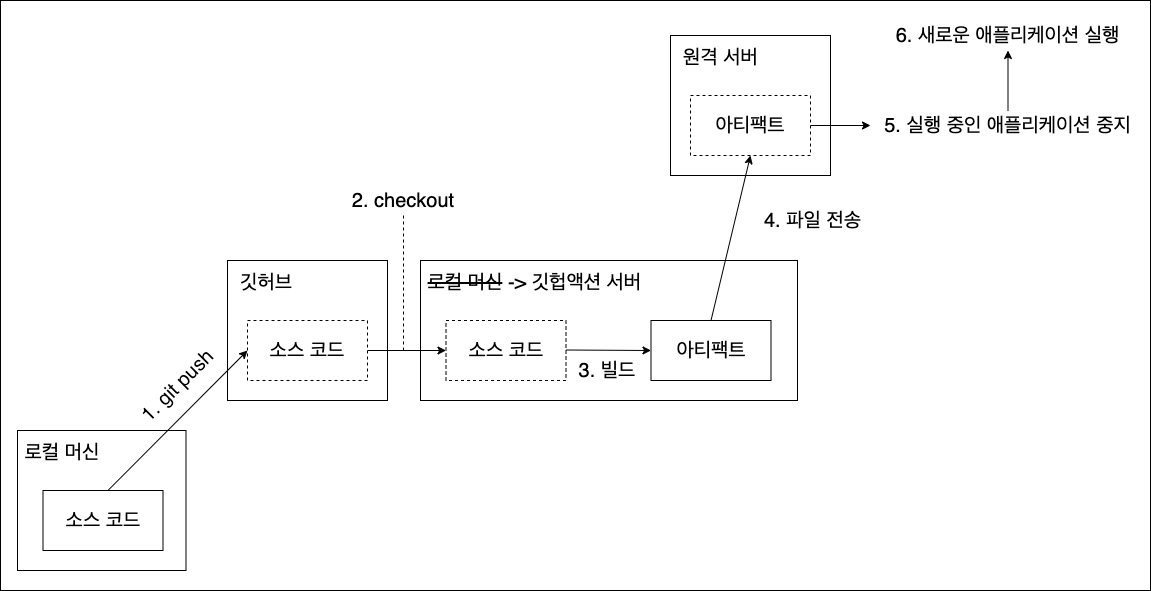 6. 새로운 애플리케이션 실행
원격 서버
아티팩트
5. 실행 중인 애플리케이션 중지
2. checkout
4. 파일 전송
깃허브
로컬 머신 -> 깃헙액션 서버
소스 코드
소스 코드
아티팩트
3. 빌드
1. git push
로컬 머신
소스 코드